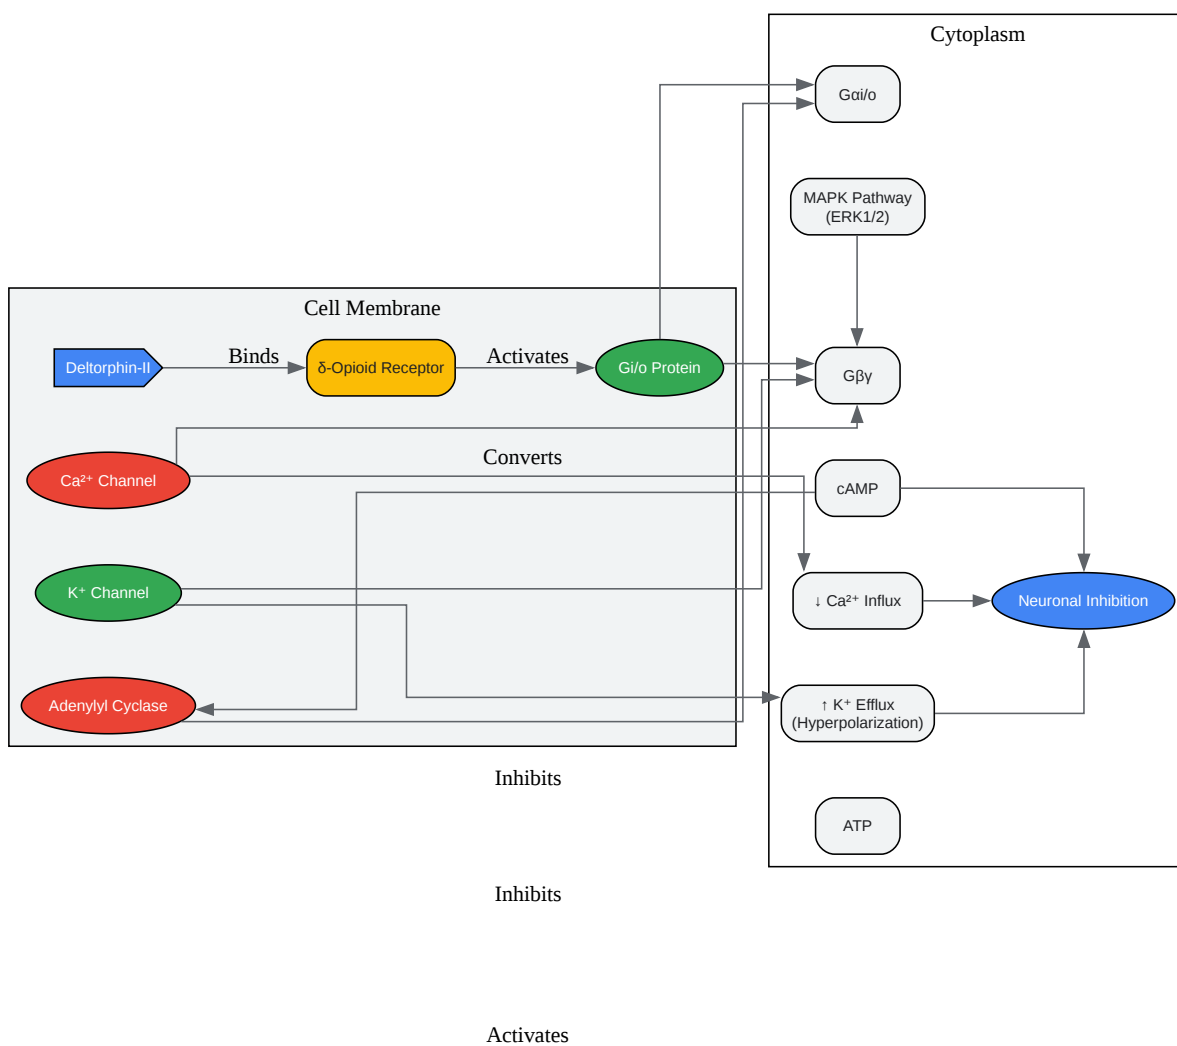 Cytoplasm
Gαi/o
MAPK Pathway
(ERK1/2)
Cell Membrane
Deltorphin-II
Binds
δ-Opioid Receptor
Activates
Gi/o Protein
Gβγ
Ca²⁺ Channel
Converts
cAMP
K⁺ Channel
↓ Ca²⁺ Influx
Neuronal Inhibition
Adenylyl Cyclase
↑ K⁺ Efflux
(Hyperpolarization)
Inhibits
ATP
Inhibits
Activates